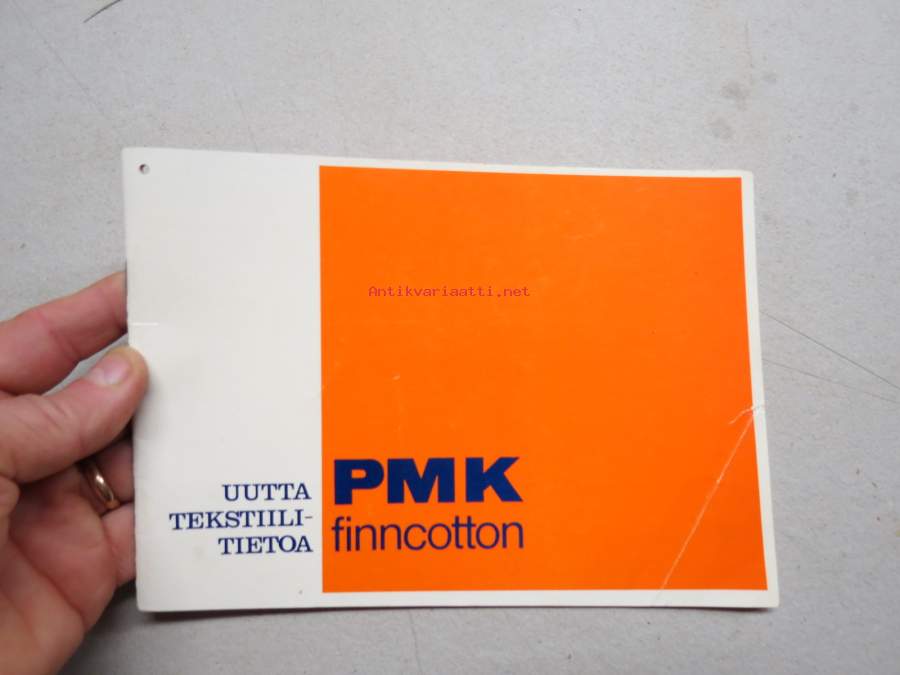 Antikvariaatti.net
UUTTA
TEKSTIILI-
TIETOA
PMK
finncotton